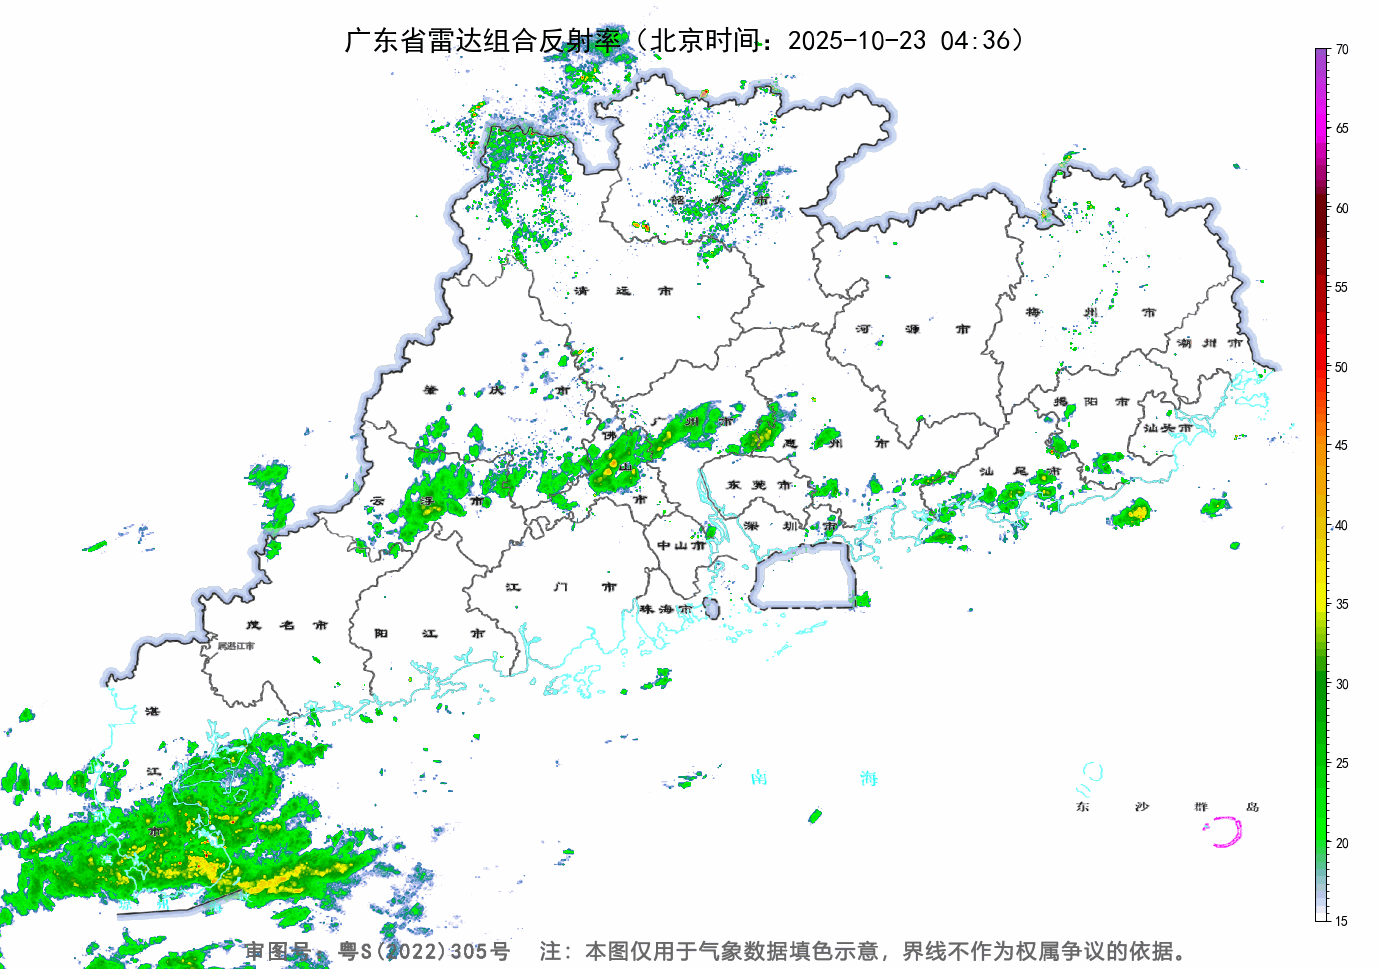 广东省雷达组合反射率（北京时间：2025-10-23 04:36）
70
65
60
55
50
45
40
35
30
25
20
15
韶关市
清远市
河源市
梅州市
潮州市
肇庆市
广州市
惠州市
揭阳市
汕头市
佛山市
云浮市
东莞市
汕尾市
深圳市
中山市
江门市
珠海市
茂名市
阳江市
属湛江市
湛江市
南海
东沙群岛
审图号：粤S(2022)305号 注：本图仅用于气象数据填色示意，界线不作为权属争议的依据。